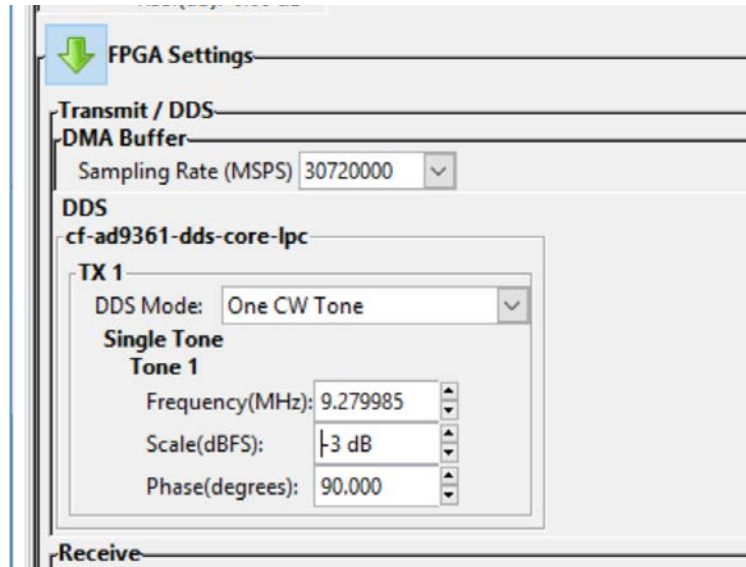 FPGA Settings
Transmit / DDS
DMA Buffer
Sampling Rate (MSPS) 30720000
DDS
cf-ad9361-dds-core-lpc
TX 1
DDS Mode: One CW Tone
Single Tone
Tone 1
Frequency(MHz): 9.279985
Scale(dBFS): -3 dB
Phase(degrees): 90.000
Receive